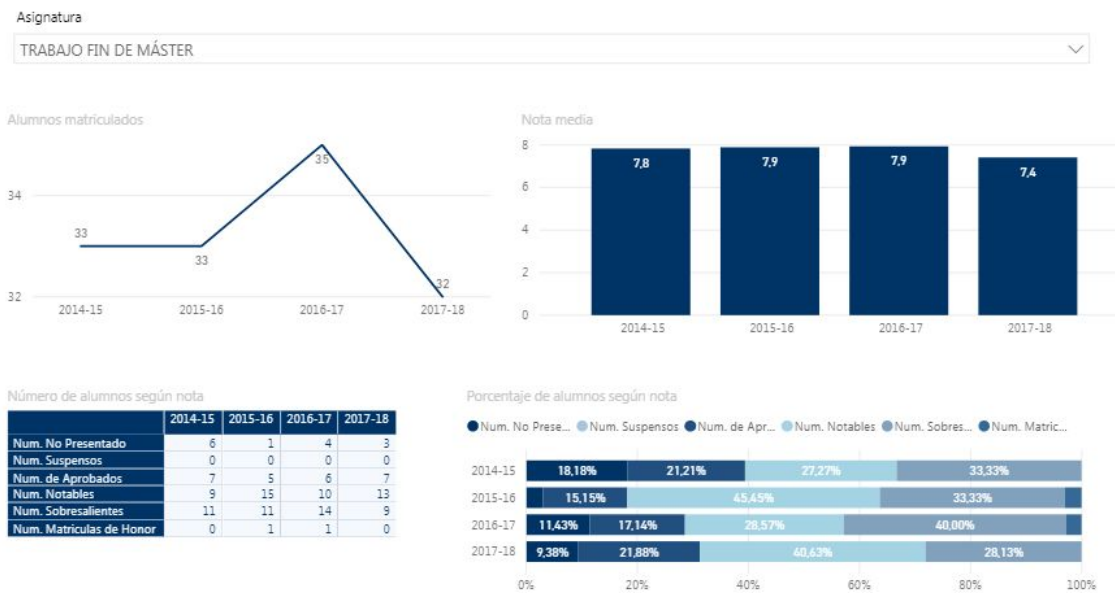 Asignatura
TRABAJO FIN DE MÁSTER
Alumnos matriculados
34
32
33
33
35
32
2014-15 2015-16 2016-17 2017-18
Nota media
8
6
4
2
0
7,8 7,9 7,9 7,4
2014-15 2015-16 2016-17 2017-18
Número de alumnos según nota
2014-15 2015-16 2016-17 2017-18
Num. No Presentado 6 1 4 3
Num. Suspensos 0 0 0 0
Num. de Aprobados 7 5 6 7
Num. Notables 9 15 10 13
Num. Sobresalientes 11 11 14 9
Num. Matriculas de Honor 0 1 1 0
Porcentaje de alumnos según nota
Num. No Prese... Num. Suspensos Num. de Apr... Num. Notables Num. Sobres... Num. Matric...
2014-15 18,18% 21,21% 27,27% 33,33%
2015-16 15,15% 45,45% 33,33%
2016-17 11,43% 17,14% 28,57% 40,00%
2017-18 9,38% 21,88% 40,63% 28,13%
0% 20% 40% 60% 80% 100%